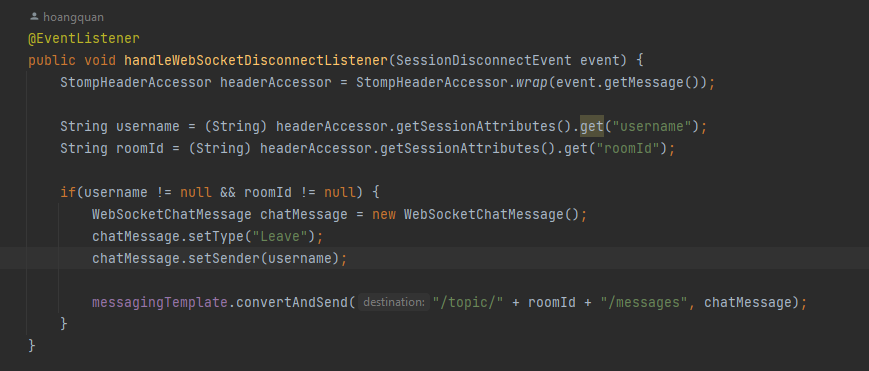 hoangquan
@EventListener
public void handleWebSocketDisconnectListener(SessionDisconnectEvent event) {
StompHeaderAccessor headerAccessor = StompHeaderAccessor.wrap(event.getMessage());
String username = (String) headerAccessor.getSessionAttributes().get("username");
String roomId = (String) headerAccessor.getSessionAttributes().get("roomId");
if(username != null && roomId != null) {
WebSocketChatMessage chatMessage = new WebSocketChatMessage();
chatMessage.setType("Leave");
chatMessage.setSender(username);
messagingTemplate.convertAndSend( destination: "/topic/" + roomId + "/messages", chatMessage);
}
}